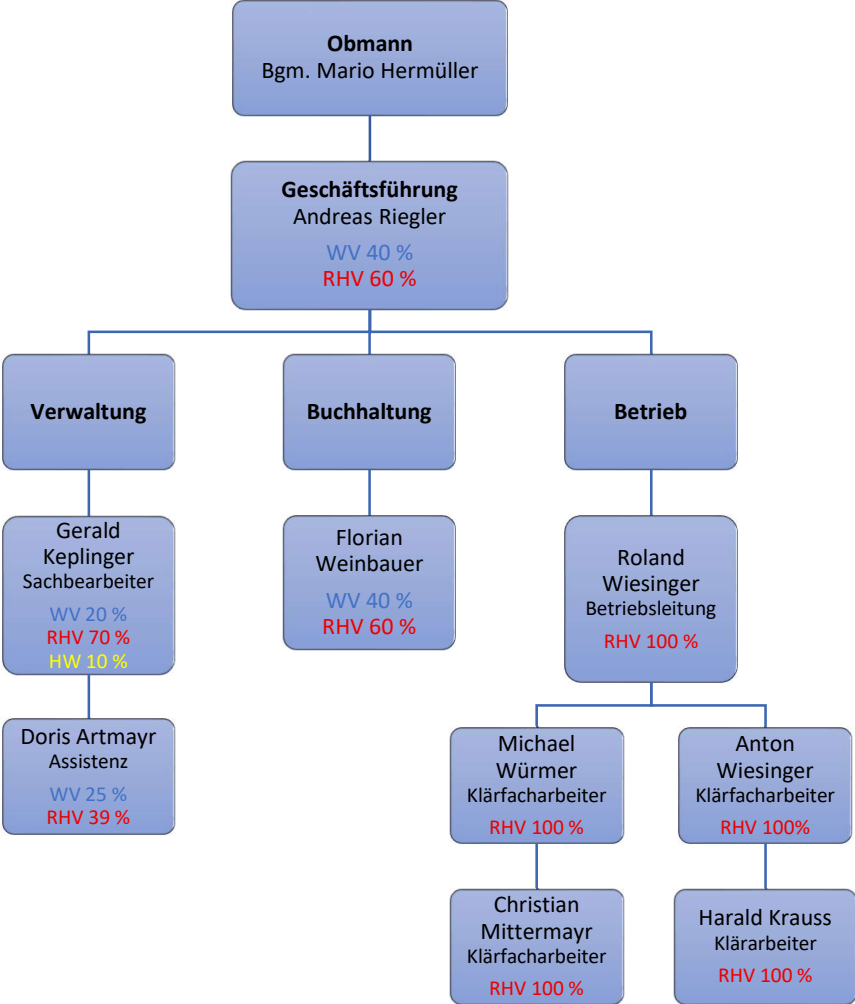 Obmann
Bgm. Mario Hermüller
Geschäftsführung
Andreas Riegler
WV 40 %
RHV 60 %
Verwaltung
Buchhaltung
Betrieb
Gerald
Keplinger
Sachbearbeiter
WV 20 %
RHV 70 %
HW 10 %
Florian
Weinbauer
WV 40 %
RHV 60 %
Roland
Wiesinger
Betriebsleitung
RHV 100 %
Doris Artmayr
Assistenz
WV 25 %
RHV 39 %
Michael
Würmer
Klärfacharbeiter
RHV 100 %
Anton
Wiesinger
Klärfacharbeiter
RHV 100%
Christian
Mittermayr
Klärfacharbeiter
RHV 100 %
Harald Krauss
Klärarbeiter
RHV 100 %